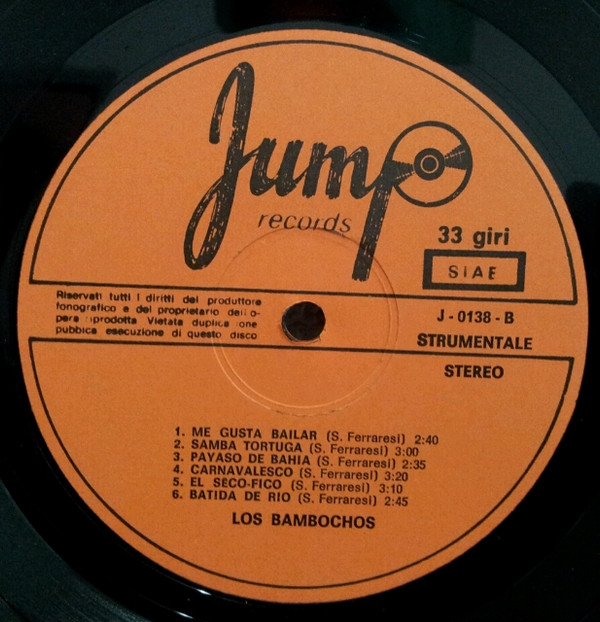 Jump
records
33 giri
SIAE
Riservati tutti i diritti del produttore
fonografico e del proprietario dell o-
pera riprodotta Vietata duplica one
pubbica esecuzione di questo disco
J - 0138 - B
STRUMENTALE
STEREO
1. ME GUSTA BAILAR (S. Ferraresi) 2:40
2. SAMBA TORTUGA (S. Ferraresi) 3:00
3. PAYASO DE BAHIA (S. Ferraresi) 2:35
4. CARNAVALESCO (S. Ferraresi) 3:20
5. EL SECO-FICO (S. Ferraresi) 3:10
6. BATIDA DE RIO (S. Ferraresi) 2:45
LOS BAMBOCHOS